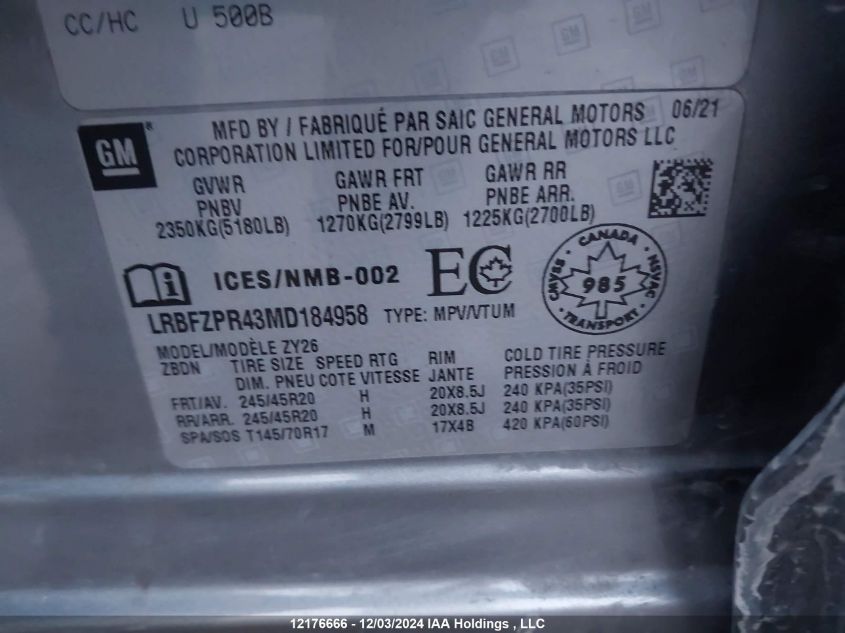 CC/HC U 500B
GM
MFD BY / FABRIQUÉ PAR SAIC GENERAL MOTORS 06/21
CORPORATION LIMITED FOR/POUR GENERAL MOTORS LLC
GVWR GAWR FRT GAWR RR
PNBV PNBE AV. PNBE ARR.
2350KG(5180LB) 1270KG(2799LB) 1225KG(2700LB)
ICES/NMB-002 EC
CANADA
CMVSS 985 NSVAC
TRANSPORT
LRBFZPR43MD184958 TYPE: MPV/VTUM
MODEL/MODÈLE ZY26
ZBDN TIRE SIZE SPEED RTG RIM COLD TIRE PRESSURE
DIM. PNEU COTE VITESSE JANTE PRESSION À FROID
FRT/AV. 245/45R20 H 20X8.5J 240 KPA(35PSI)
RR/ARR. 245/45R20 H 20X8.5J 240 KPA(35PSI)
SPA/SOS T145/70R17 M 17X4B 420 KPA(60PSI)
12176666 - 12/03/2024 IAA Holdings , LLC